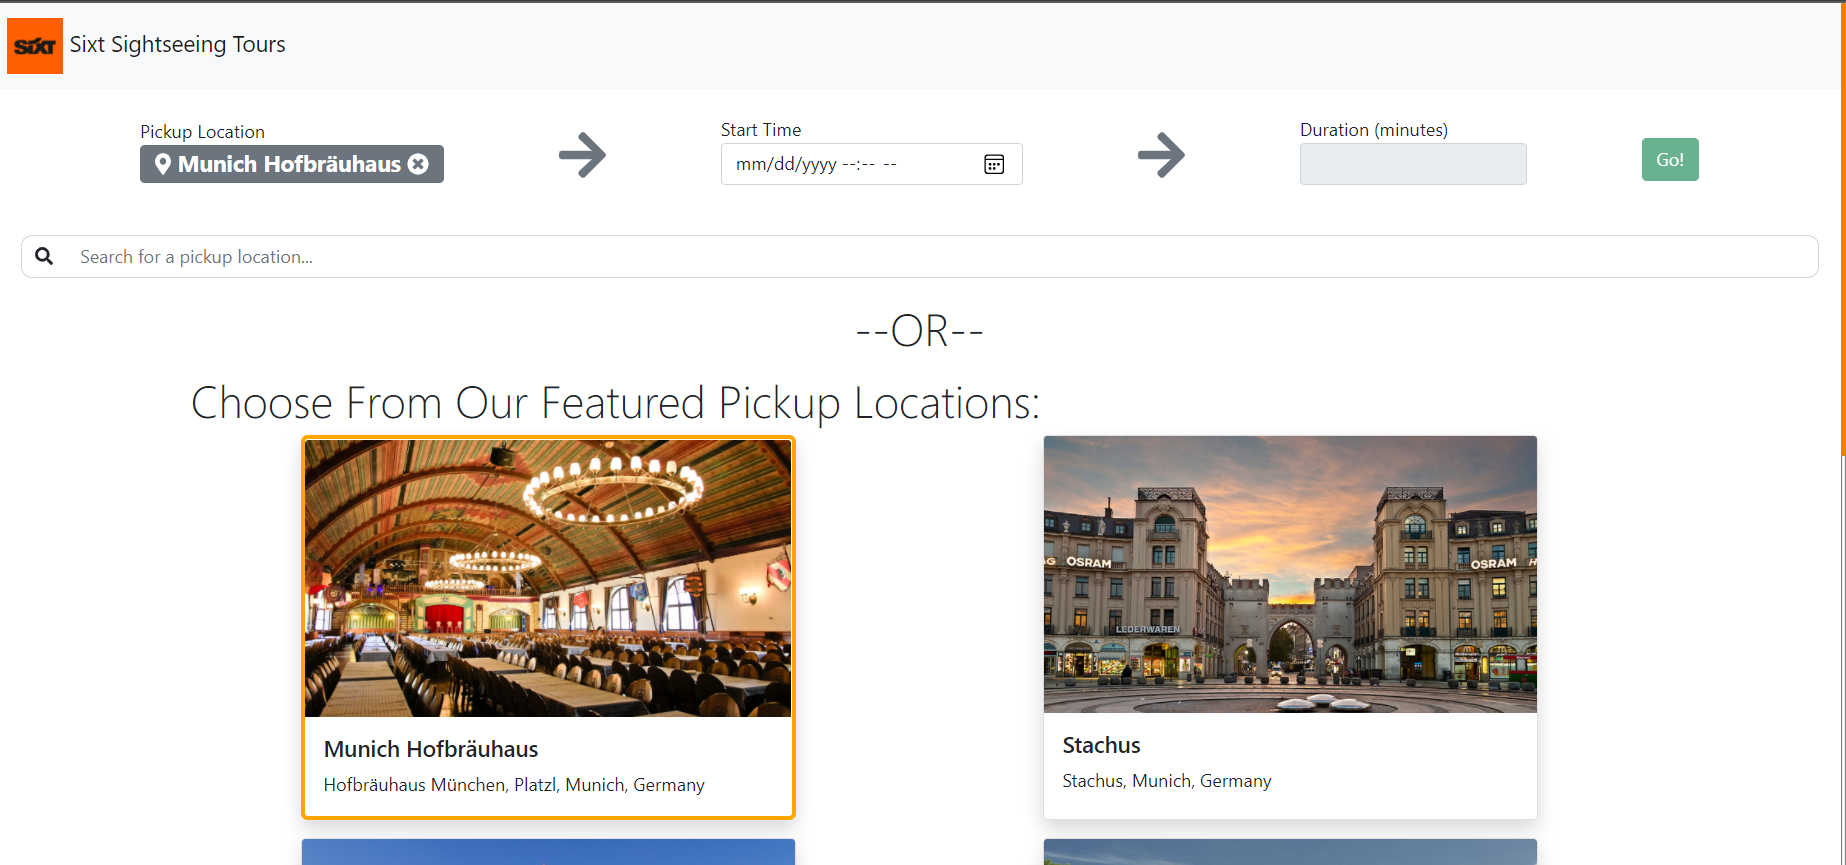 SIXT Sixt Sightseeing Tours
Pickup Location
Munich Hofbräuhaus
Start Time
mm/dd/yyyy --:-- --
Duration (minutes)
Go!
Search for a pickup location...
--OR--
Choose From Our Featured Pickup Locations:
OSRAM
OSRAM
LEDERWAREN
Munich Hofbräuhaus
Hofbräuhaus München, Platzl, Munich, Germany
Stachus
Stachus, Munich, Germany